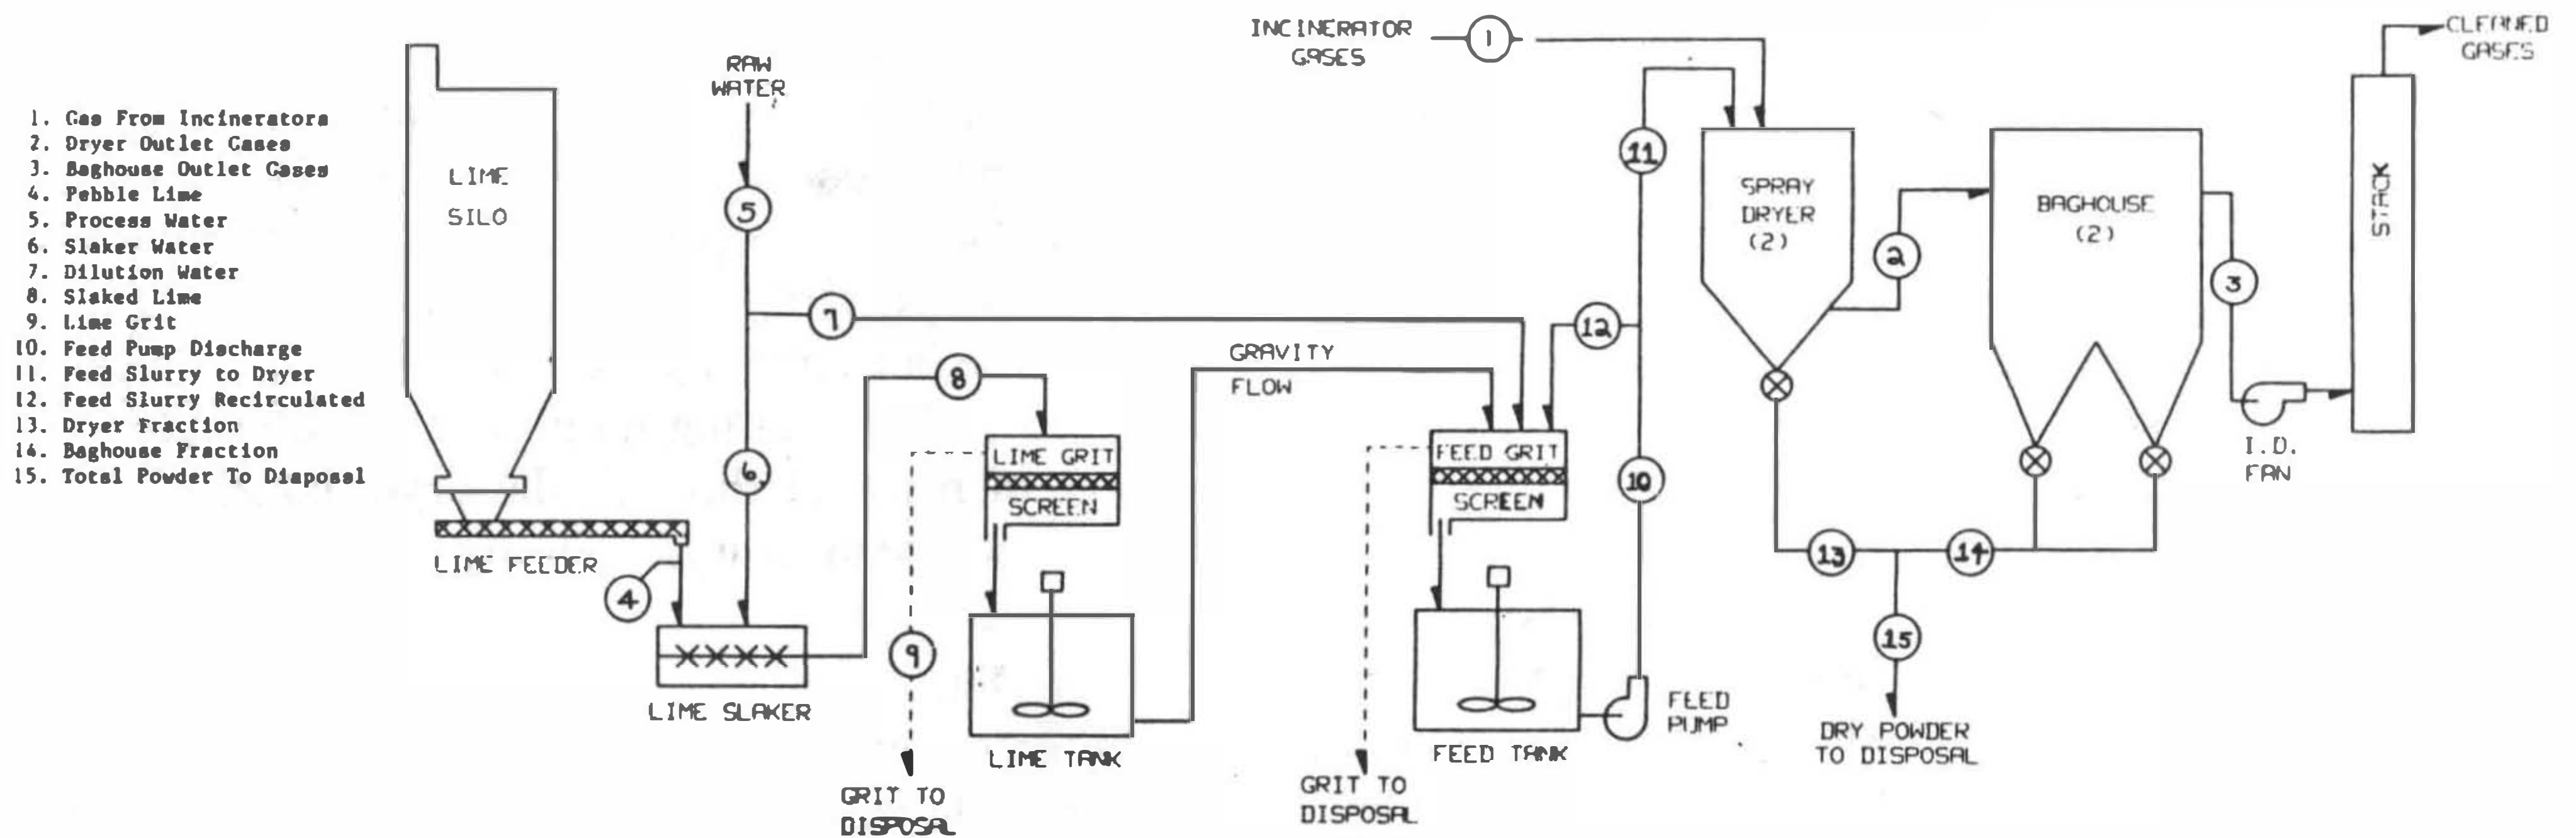 1. Gas From Incinerators
2. Dryer Outlet Gases
3. Baghouse Outlet Gases
4. Pebble Lime
5. Process Water
6. Slaker Water
7. Dilution Water
8. Slaked Lime
9. Lime Grit
10. Feed Pump Discharge
11. Feed Slurry to Dryer
12. Feed Slurry Recirculated
13. Dryer Fraction
14. Baghouse Fraction
15. Total Powder To Disposal
LIME
SILO
LIME FEEDER
4
RAW
WATER
5
6
7
LIME SLAKER
8
LIME GRIT
SCREEN
9
GRIT TO
DISPOSAL
LIME TANK
GRAVITY
FLOW
FEED GRIT
SCREEN
GRIT TO
DISPOSAL
FEED TANK
FEED
PUMP
10
12
11
INCINERATOR
GASES
1
SPRAY
DRYER
(2)
2
BAGHOUSE
(2)
3
I.D.
FAN
STACK
CLEANED
GASES
13
14
15
DRY POWDER
TO DISPOSAL